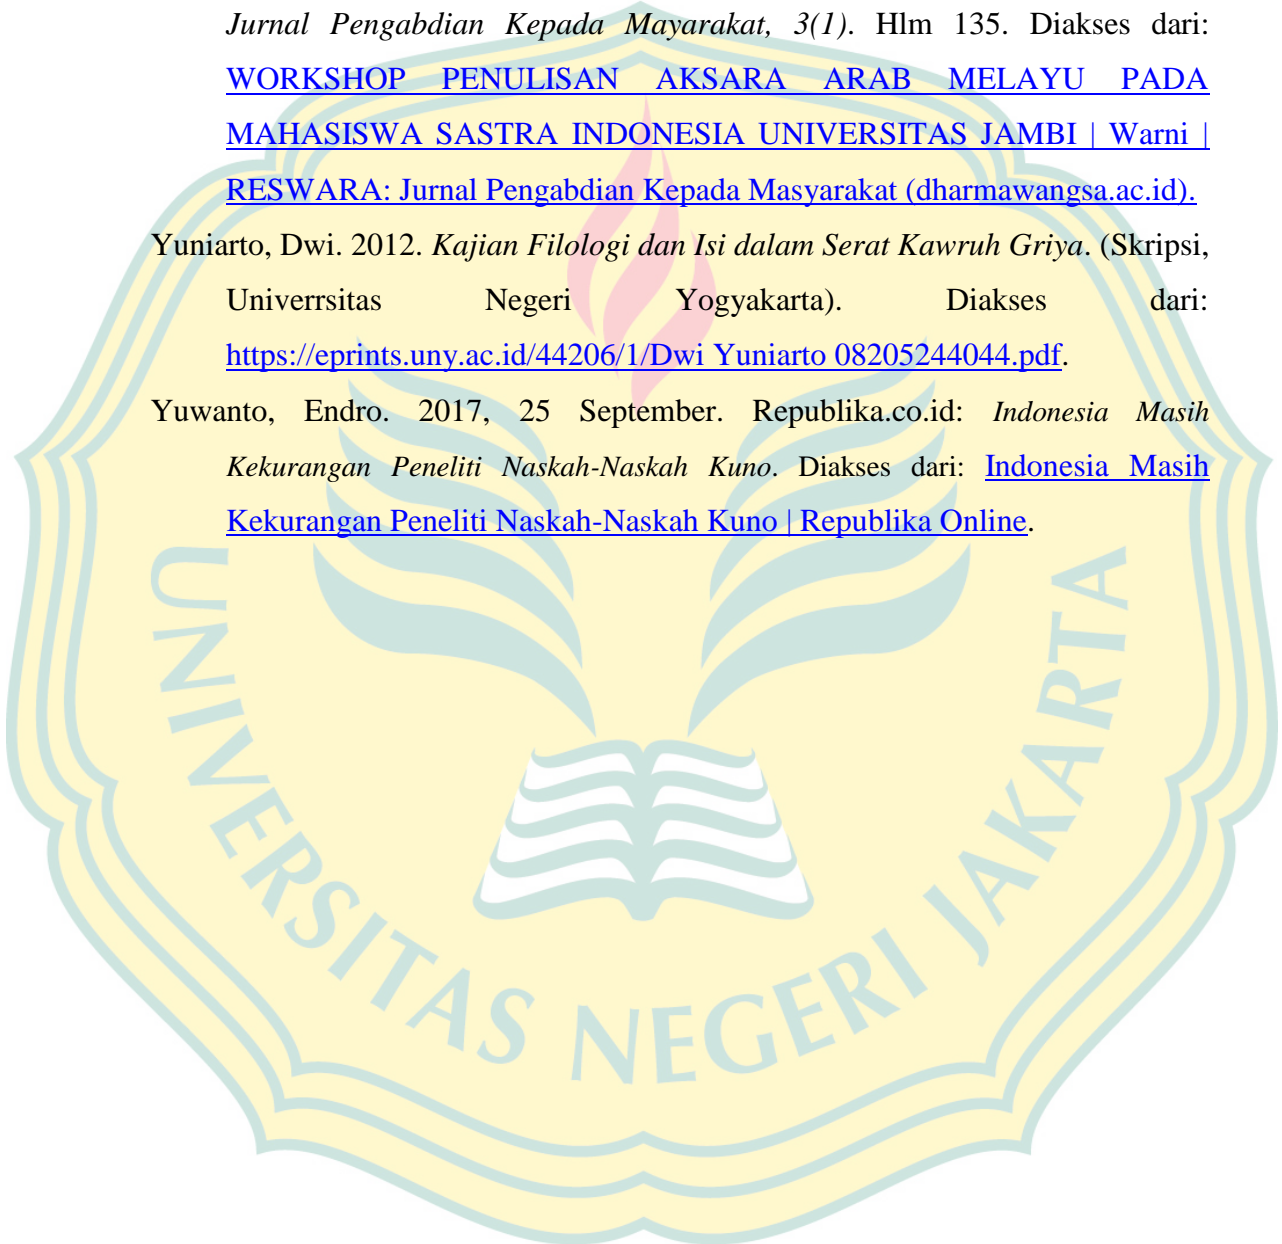 Jurnal Pengabdian Kepada Mayarakat, 3(1). Hlm 135. Diakses dari:
WORKSHOP PENULISAN AKSARA ARAB MELAYU PADA
MAHASISWA SASTRA INDONESIA UNIVERSITAS JAMBI | Warni |
RESWARA: Jurnal Pengabdian Kepada Masyarakat (dharmawangsa.ac.id).
Yuniarto, Dwi. 2012. Kajian Filologi dan Isi dalam Serat Kawruh Griya. (Skripsi,
Univerrsitas Negeri Yogyakarta). Diakses dari:
https://eprints.uny.ac.id/44206/1/Dwi Yuniarto 08205244044.pdf.
Yuwanto, Endro. 2017, 25 September. Republika.co.id: Indonesia Masih
Kekurangan Peneliti Naskah-Naskah Kuno. Diakses dari: Indonesia Masih
Kekurangan Peneliti Naskah-Naskah Kuno | Republika Online.
UNIVERSITAS NEGERI JAKARTA